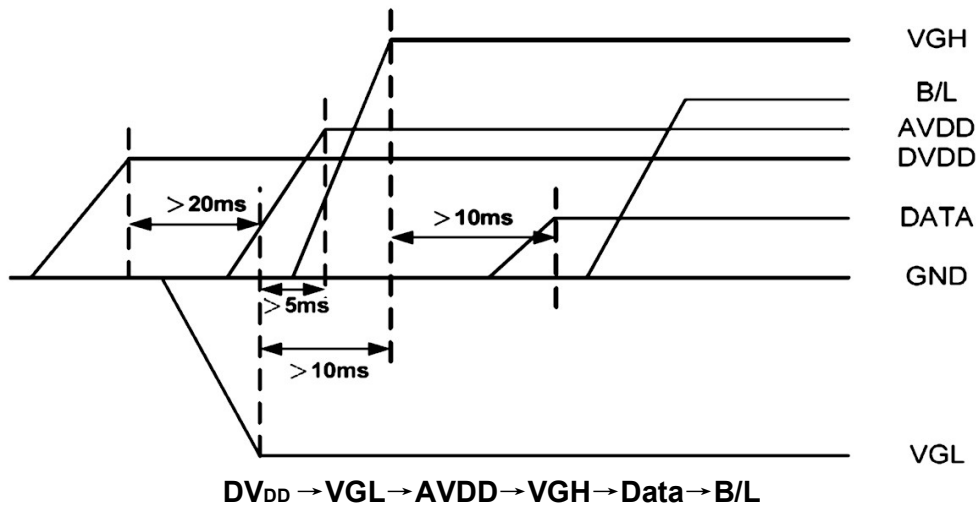 VGH
B/L
AVDD
DVDD
>20ms
>10ms
DATA
GND
>5ms
>10ms
VGL
DVDD→VGL→AVDD→VGH→Data→B/L